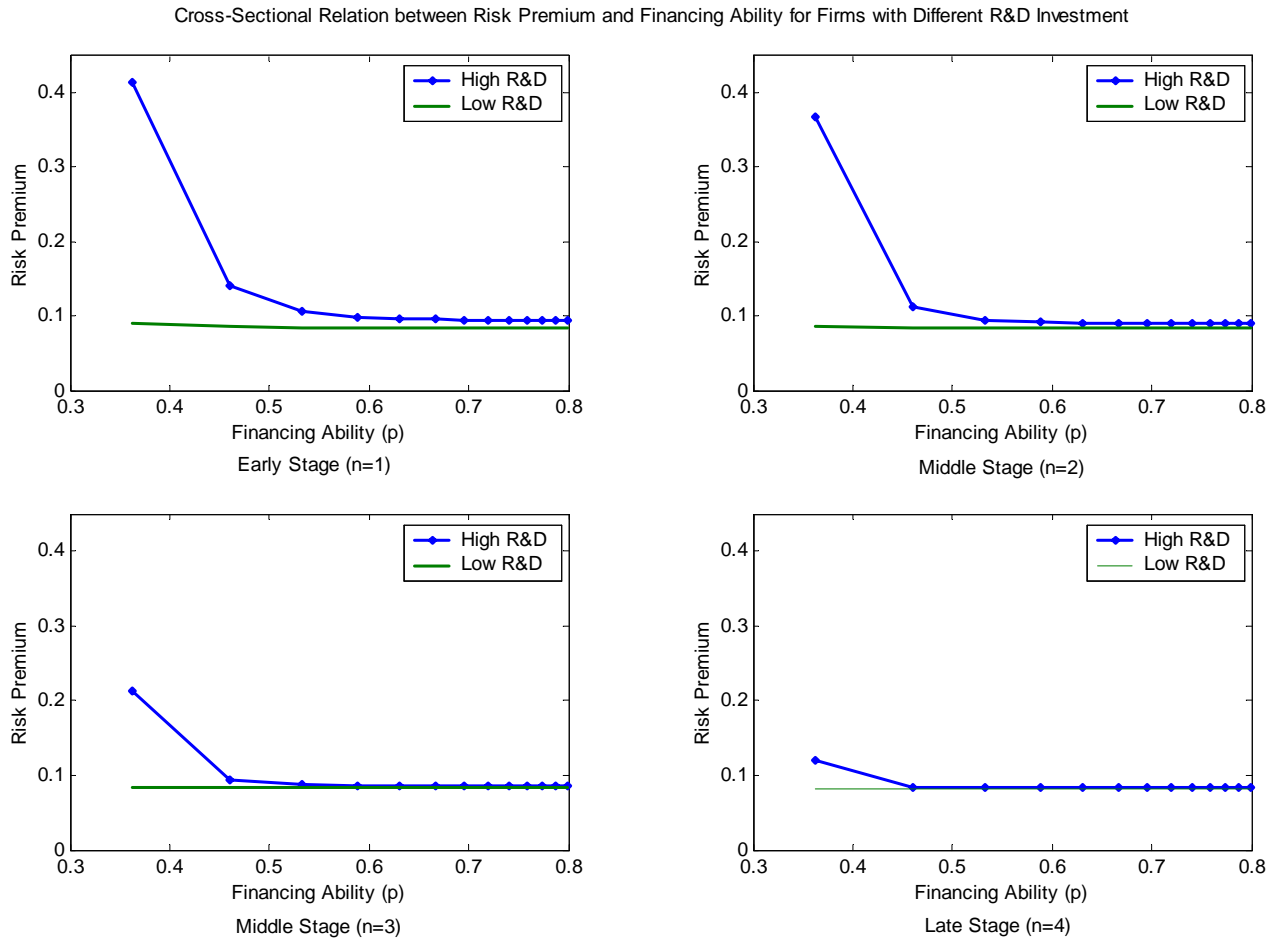 Cross-Sectional Relation between Risk Premium and Financing Ability for Firms with Different R&D Investment
High R&D
Low R&D
Risk Premium
0.4
0.3
0.2
0.1
0
0.3 0.4 0.5 0.6 0.7 0.8
Financing Ability (p)
Early Stage (n=1)
High R&D
Low R&D
Risk Premium
0.4
0.3
0.2
0.1
0
0.3 0.4 0.5 0.6 0.7 0.8
Financing Ability (p)
Middle Stage (n=2)
High R&D
Low R&D
Risk Premium
0.4
0.3
0.2
0.1
0
0.3 0.4 0.5 0.6 0.7 0.8
Financing Ability (p)
Middle Stage (n=3)
High R&D
Low R&D
Risk Premium
0.4
0.3
0.2
0.1
0
0.3 0.4 0.5 0.6 0.7 0.8
Financing Ability (p)
Late Stage (n=4)